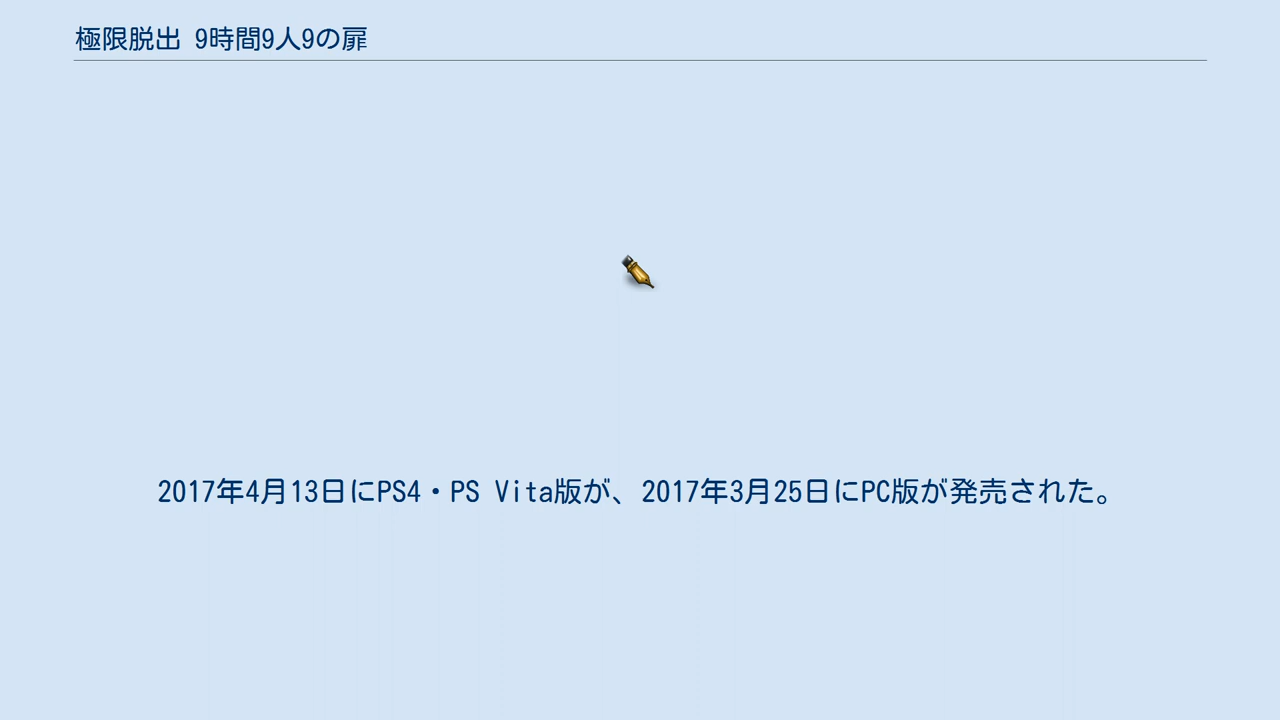 極限脱出 9時間9人9の扉
2017年4月13日にPS4・PS Vita版が、2017年3月25日にPC版が発売された。